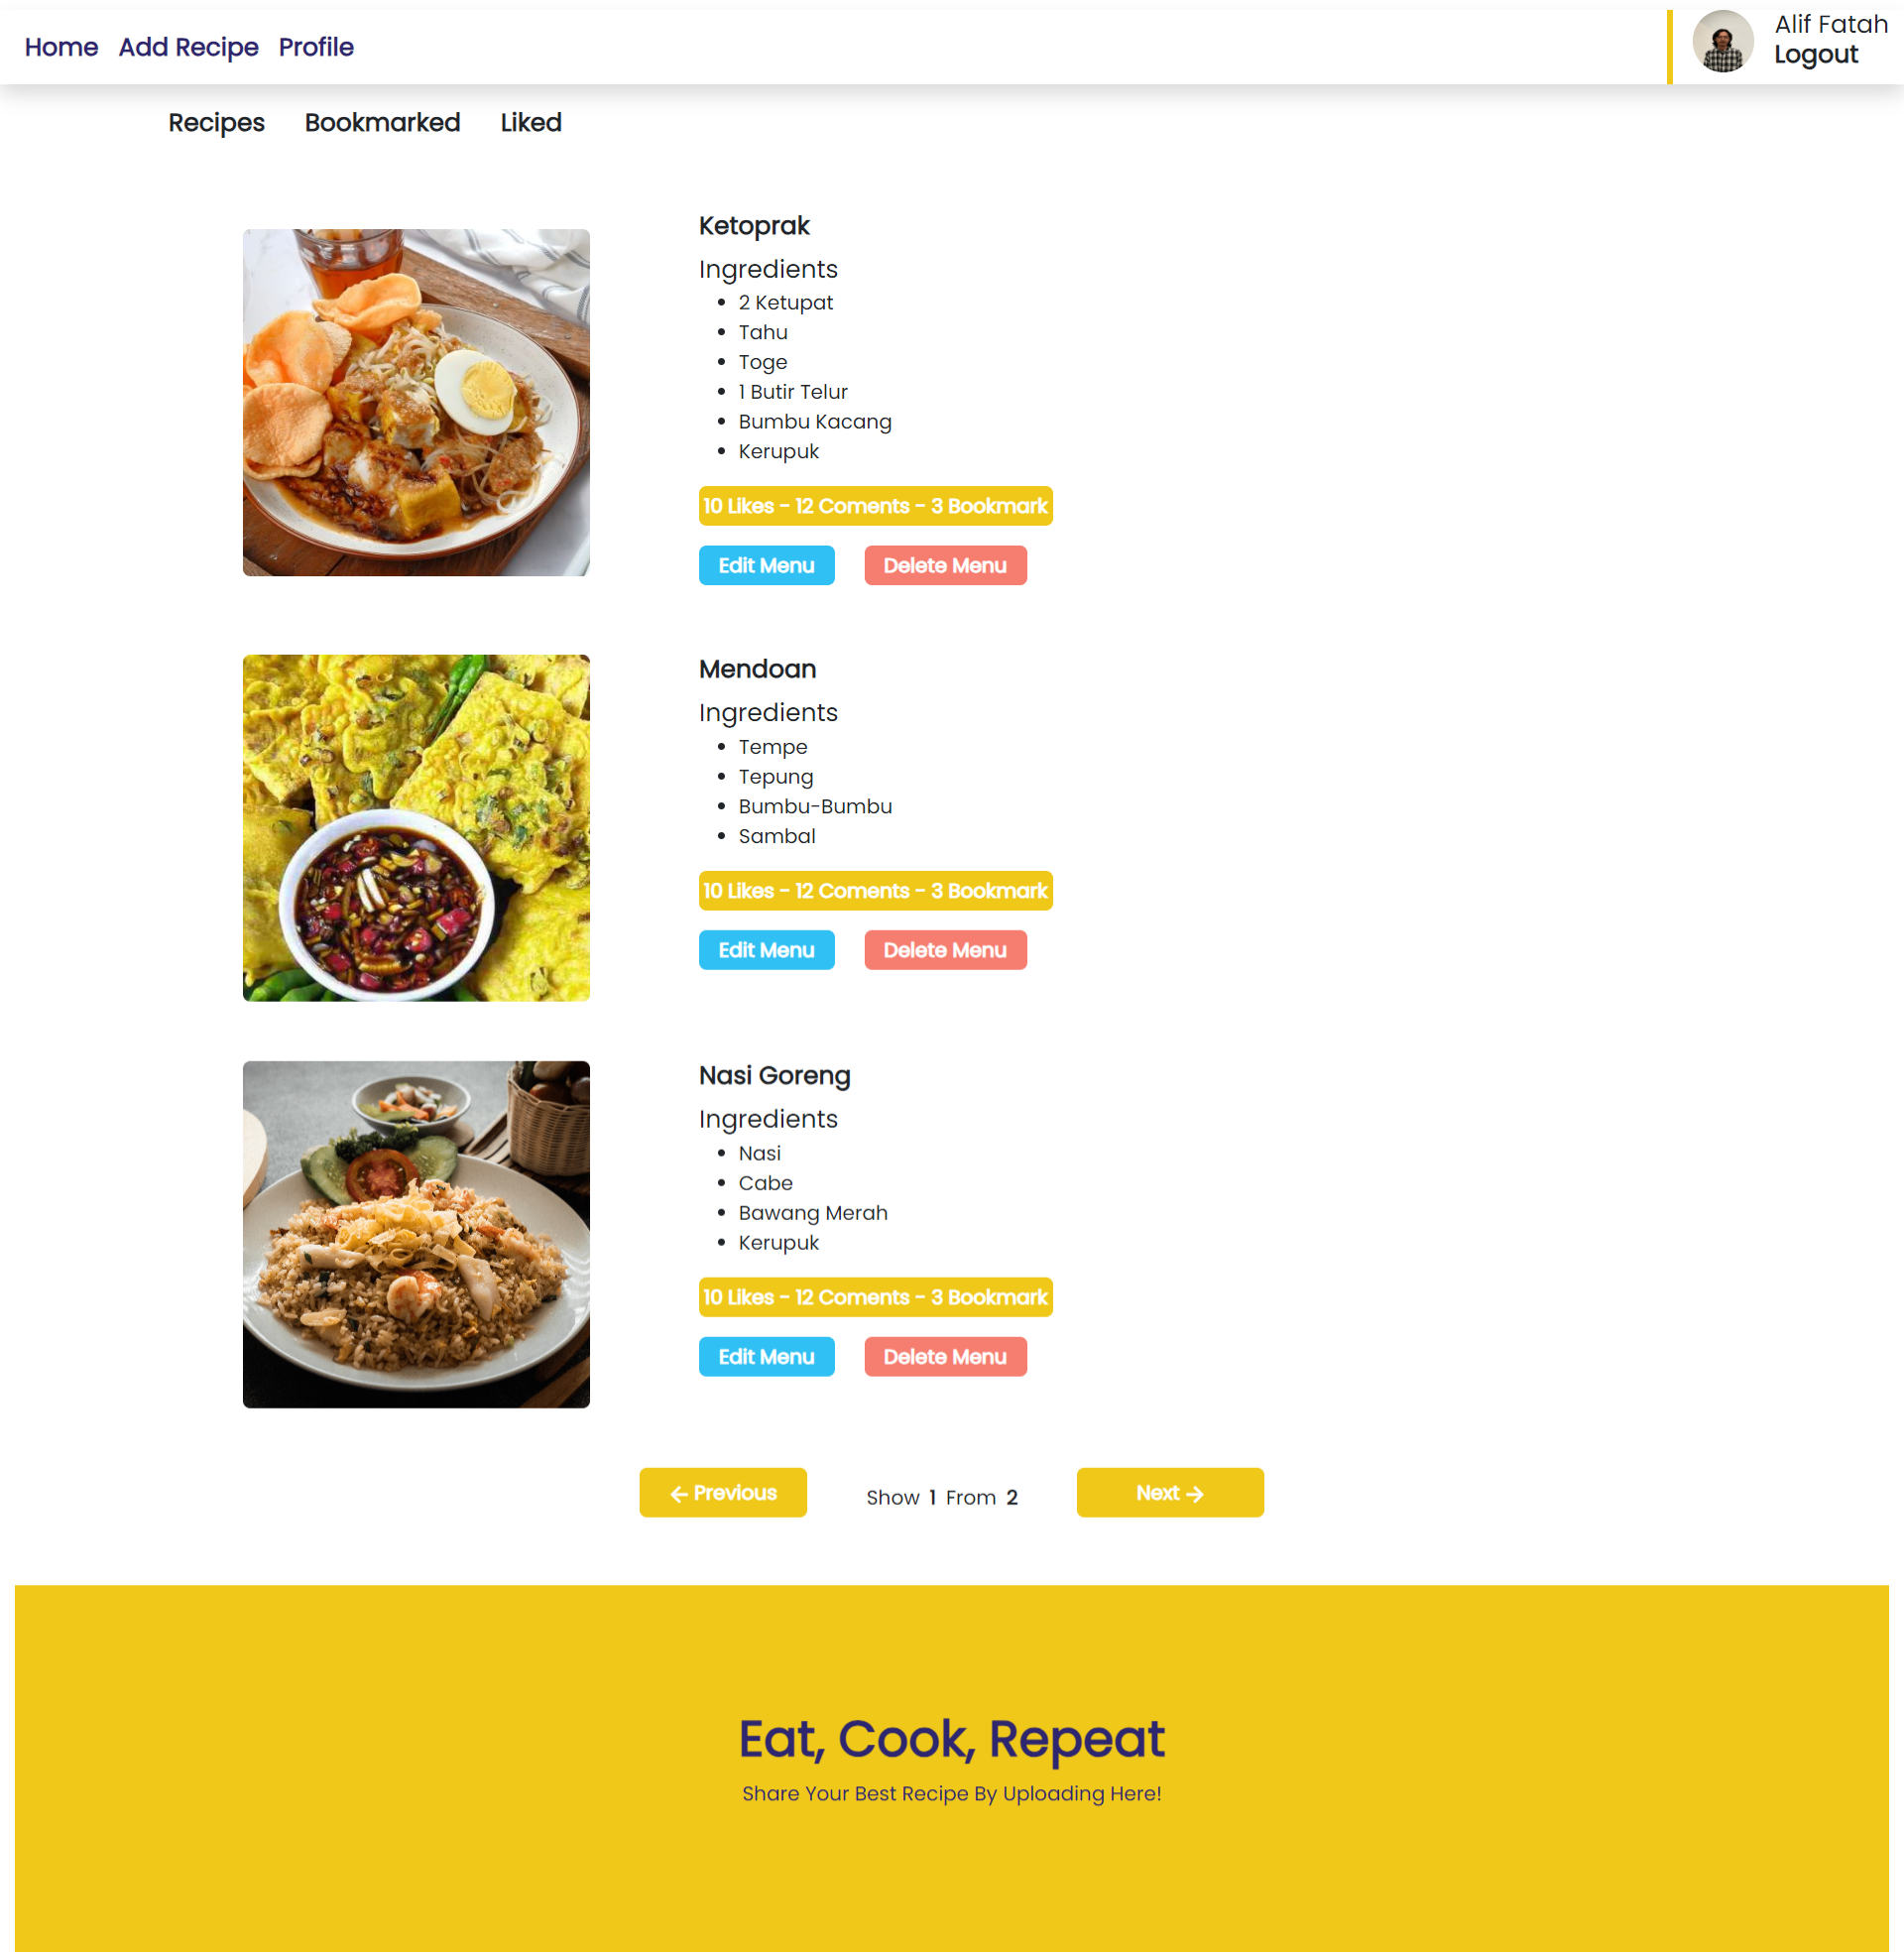 Home Add Recipe Profile
Alif Fatah
Logout
Recipes Bookmarked Liked
Ketoprak
Ingredients
2 Ketupat
Tahu
Toge
1 Butir Telur
Bumbu Kacang
Kerupuk
10 Likes - 12 Coments - 3 Bookmark
Edit Menu Delete Menu
Mendoan
Ingredients
Tempe
Tepung
Bumbu-Bumbu
Sambal
10 Likes - 12 Coments - 3 Bookmark
Edit Menu Delete Menu
Nasi Goreng
Ingredients
Nasi
Cabe
Bawang Merah
Kerupuk
10 Likes - 12 Coments - 3 Bookmark
Edit Menu Delete Menu
← Previous Show 1 From 2 Next →
Eat, Cook, Repeat
Share Your Best Recipe By Uploading Here!